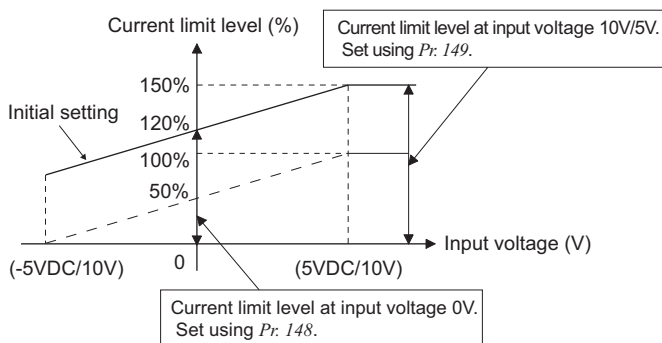 Current limit level (%)
Current limit level at input voltage 10V/5V.
Set using Pr. 149.
150%
Initial setting
120%
100%
50%
Input voltage (V)
(-5VDC/10V)
0
(5VDC/10V)
Current limit level at input voltage 0V.
Set using Pr. 148.